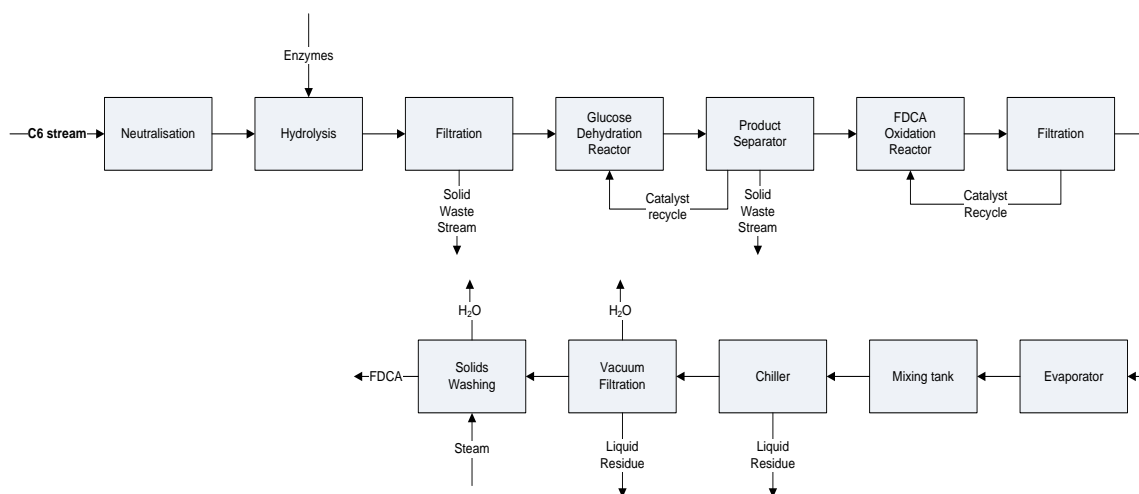 Enzymes
C6 stream
Neutralisation
Hydrolysis
Filtration
Glucose
Dehydration
Reactor
Product
Separator
FDCA
Oxidation
Reactor
Filtration
Solid
Waste
Stream
Catalyst
recycle
Solid
Waste
Stream
Catalyst
Recycle
H₂O
H₂O
FDCA
Solids
Washing
Vacuum
Filtration
Chiller
Mixing tank
Evaporator
Steam
Liquid
Residue
Liquid
Residue